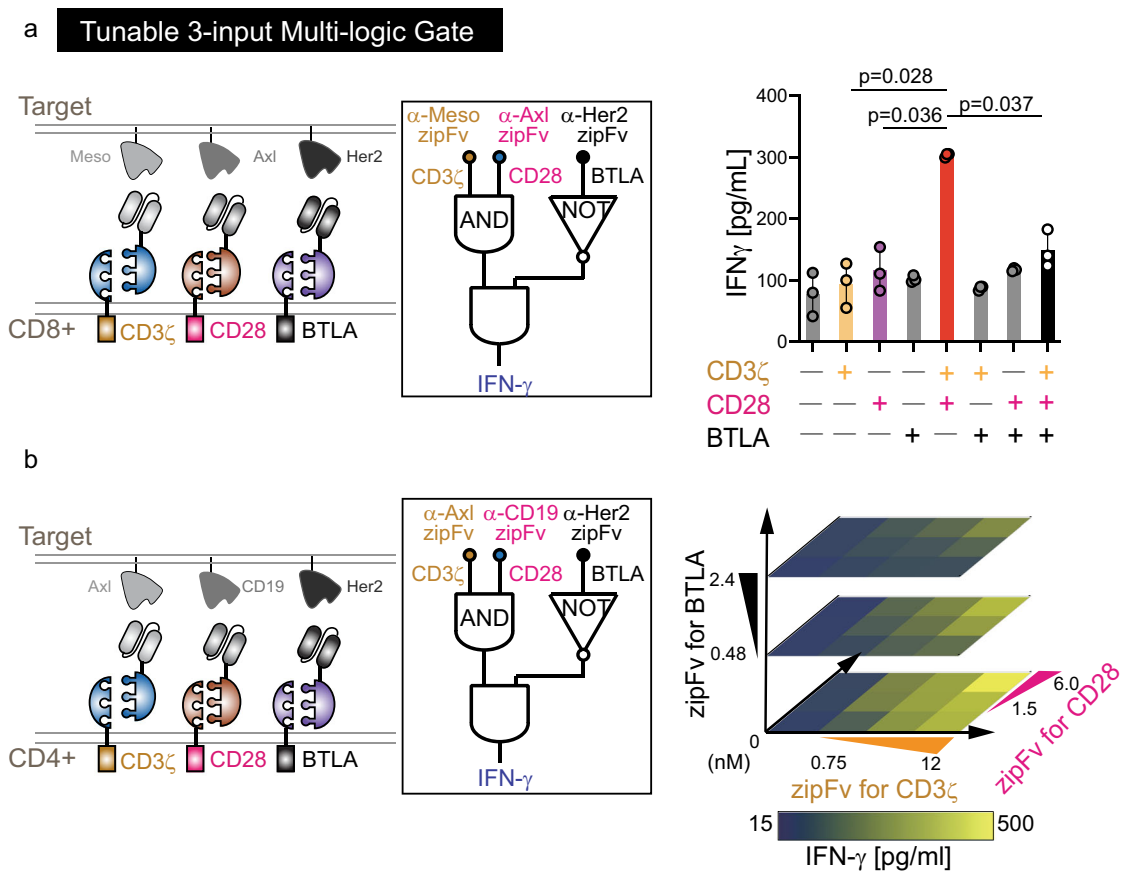 a
Tunable 3-input Multi-logic Gate
Target
Meso
Axl
Her2
CD8+
CD3ζ
CD28
BTLA
α-Meso α-Axl α-Her2
zipFv zipFv zipFv
CD3ζ CD28 BTLA
AND NOT
IFN-γ
p=0.028
p=0.036
p=0.037
IFNγ [pg/mL]
400
300
200
100
0
CD3ζ — + — — + + — +
CD28 — — + — + — + +
BTLA — — — + — + + +
b
Target
Axl
CD19
Her2
CD4+
CD3ζ
CD28
BTLA
α-Axl α-CD19 α-Her2
zipFv zipFv zipFv
CD3ζ CD28 BTLA
AND NOT
IFN-γ
zipFv for BTLA
2.4
0.48
0
(nM)
0.75
12
zipFv for CD3ζ
6.0
1.5
zipFv for CD28
15
500
IFN-γ [pg/ml]